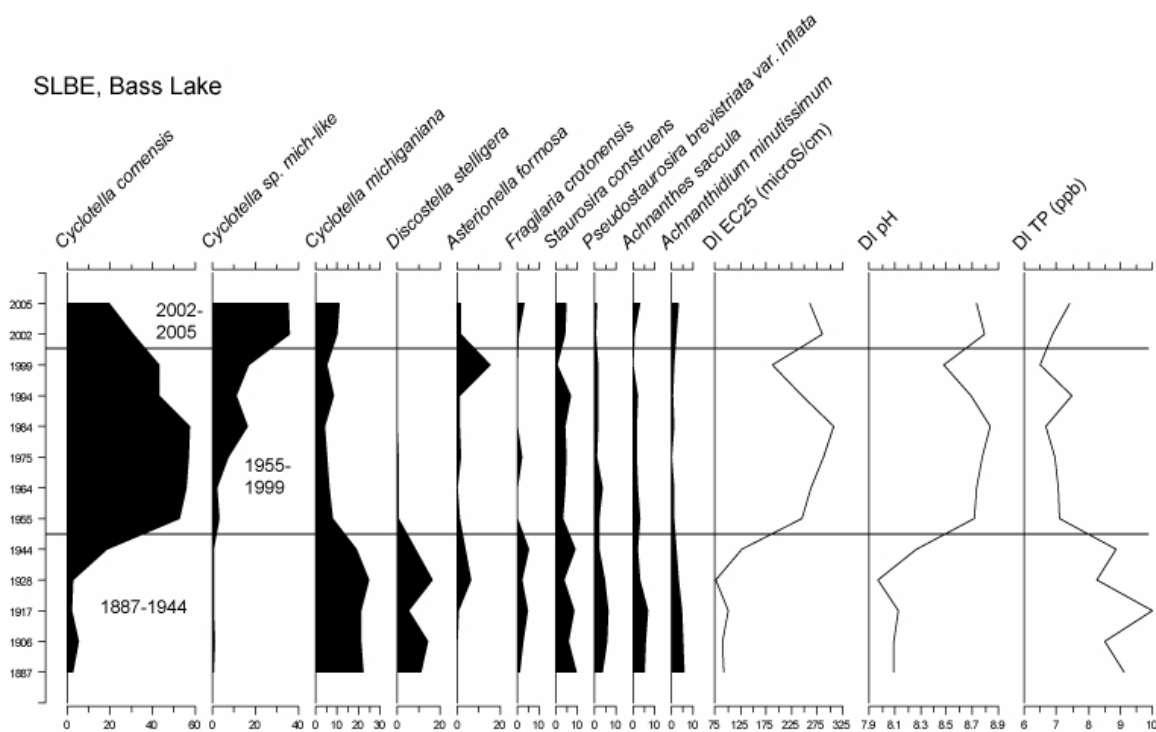 SLBE, Bass Lake
Cyclotella comensis
Cyclotella sp. mich-like
Cyclotella michiganiana
Discostella stelligera
Asterionella formosa
Fragilaria crotonensis
Staurosira construens
Pseudostaurosira brevistriata var. inflata
Achnanthes saccula
Achnanthidium minutissimum
DI EC25 (microS/cm)
DI pH
DI TP (ppb)
2005
2002
1999
1994
1984
1975
1964
1955
1944
1928
1917
1906
1887
2002-
2005
1955-
1999
1887-1944
0 20 40 60
0 20 40
0 10 20 30
0
0 20
0 10
0 10
0 10
0 10
0 10
75 125 175 225 275 325
7.9 8.1 8.3 8.5 8.7 8.9
6 7 8 9 10